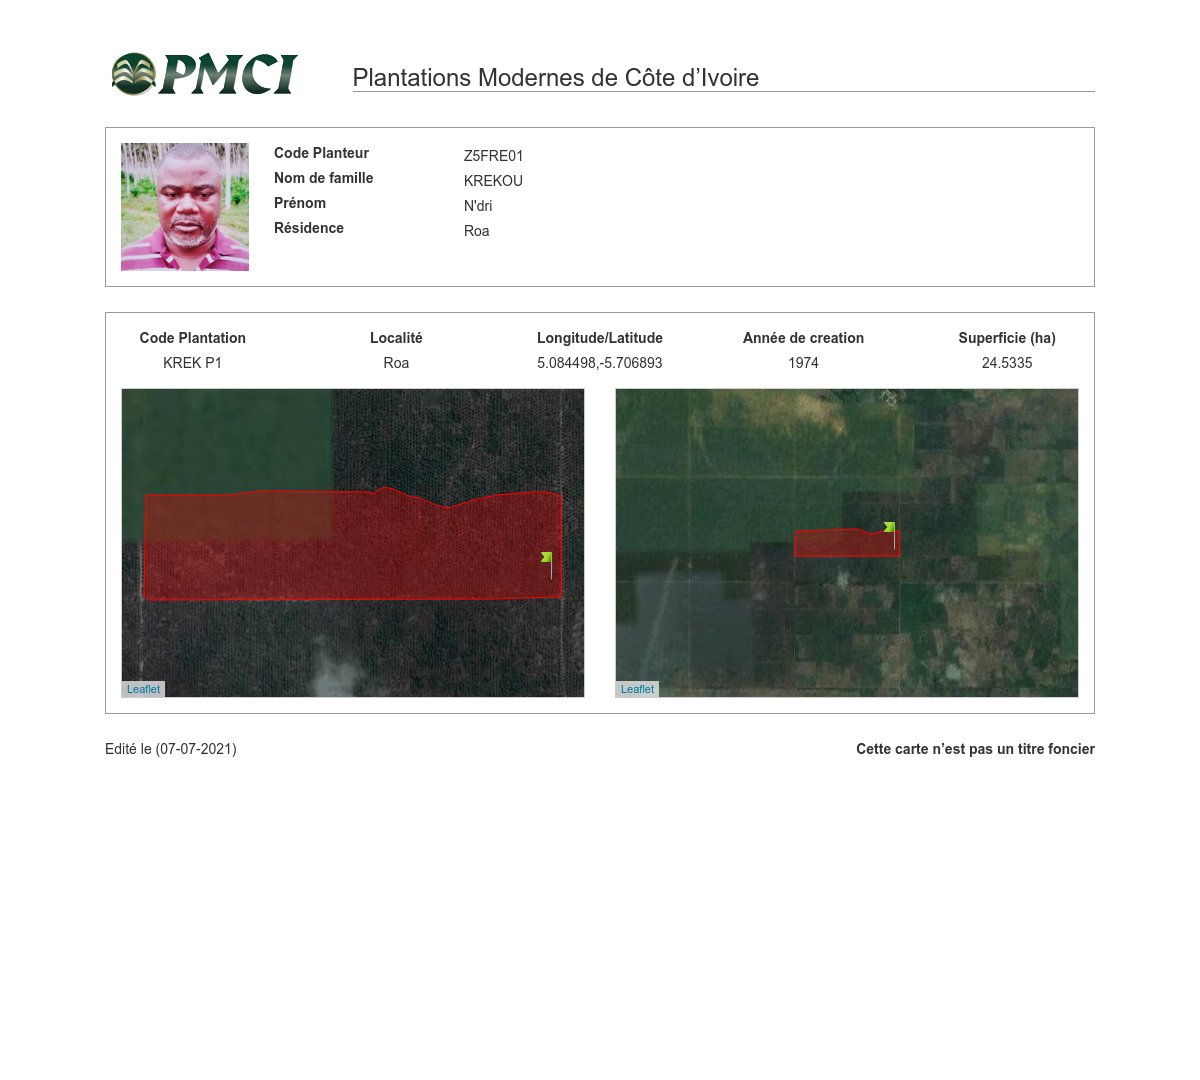 PMCI
Plantations Modernes de Côte d’Ivoire
Code Planteur Z5FRE01
Nom de famille KREKOU
Prénom N'dri
Résidence Roa
Code Plantation Localité Longitude/Latitude Année de creation Superficie (ha)
KREK P1 Roa 5.084498,-5.706893 1974 24.5335
Leaflet Leaflet
Edité le (07-07-2021) Cette carte n’est pas un titre foncier